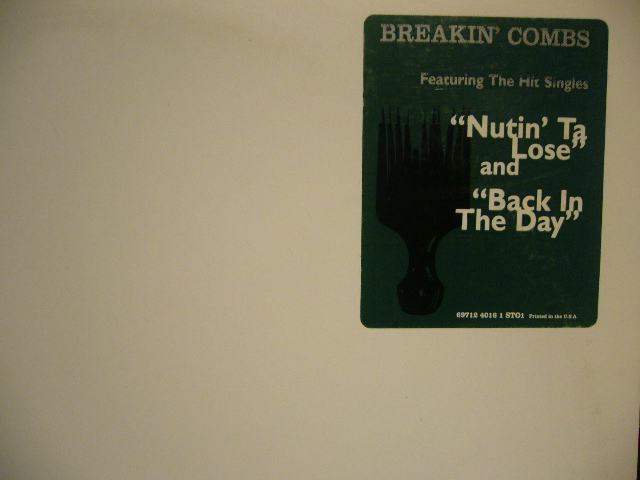 BREAKIN' COMBS
Featuring The Hit Singles
“Nutin' Ta
Lose”
and
“Back In
The Day”
69712 4016 1 STO1 Printed in the U.S.A.